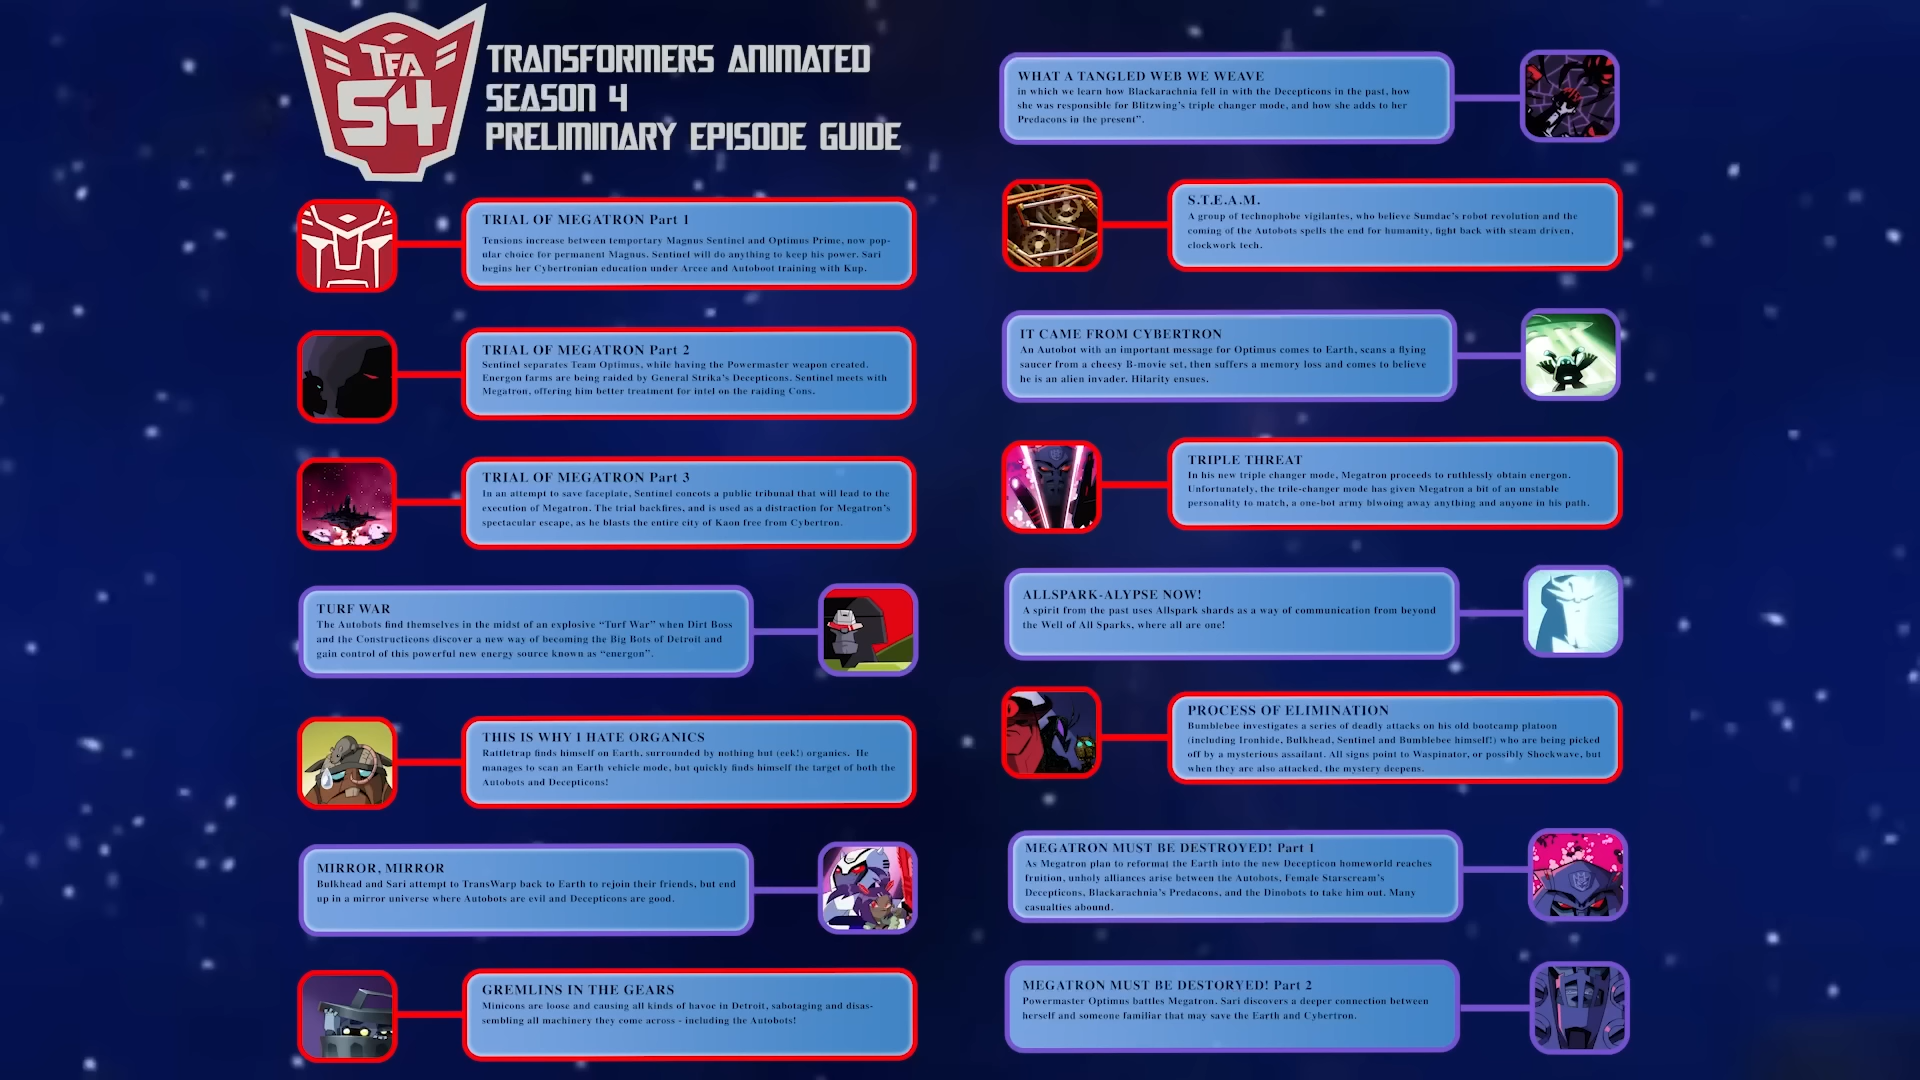 TFA
S4
TRANSFORMERS ANIMATED
SEASON 4
PRELIMINARY EPISODE GUIDE
TRIAL OF MEGATRON Part 1
Tensions increase between temportary Magnus Sentinel and Optimus Prime, now pop-
ular choice for permanent Magnus. Sentinel will do anything to keep his power. Sari
begins her Cybertronian education under Arcee and Autoboot training with Kup.
TRIAL OF MEGATRON Part 2
Sentinel separates Team Optimus, while having the Powermaster weapon created.
Energon farms are being raided by General Strika's Decepticons. Sentinel meets with
Megatron, offering him better treatment for intel on the raiding Cons.
TRIAL OF MEGATRON Part 3
In an attempt to save faceplate, Sentinel concots a public tribunal that will lead to the
execution of Megatron. The trial backfires, and is used as a distraction for Megatron's
spectacular escape, as he blasts the entire city of Kaon free from Cybertron.
TURF WAR
The Autobots find themselves in the midst of an explosive “Turf War” when Dirt Boss
and the Constructicons discover a new way of becoming the Big Bots of Detroit and
gain control of this powerful new energy source known as “energon”.
THIS IS WHY I HATE ORGANICS
Rattletrap finds himself on Earth, surrounded by nothing but (eek!) organics. He
manages to scan an Earth vehicle mode, but quickly finds himself the target of both the
Autobots and Decepticons!
MIRROR, MIRROR
Bulkhead and Sari attempt to TransWarp back to Earth to rejoin their friends, but end
up in a mirror universe where Autobots are evil and Decepticons are good.
GREMLINS IN THE GEARS
Minicons are loose and causing all kinds of havoc in Detroit, sabotaging and disas-
sembling all machinery they come across - including the Autobots!
WHAT A TANGLED WEB WE WEAVE
in which we learn how Blackarachnia fell in with the Decepticons in the past, how
she was responsible for Blitzwing's triple changer mode, and how she adds to her
Predacons in the present”.
S.T.E.A.M.
A group of technophobe vigilantes, who believe Sumdac's robot revolution and the
coming of the Autobots spells the end for humanity, fight back with steam driven,
clockwork tech.
IT CAME FROM CYBERTRON
An Autobot with an important message for Optimus comes to Earth, scans a flying
saucer from a cheesy B-movie set, then suffers a memory loss and comes to believe
he is an alien invader. Hilarity ensues.
TRIPLE THREAT
In his new triple changer mode, Megatron proceeds to ruthlessly obtain energon.
Unfortunately, the trile-changer mode has given Megatron a bit of an unstable
personality to match, a one-bot army blwoing away anything and anyone in his path.
ALLSPARK-ALYPSE NOW!
A spirit from the past uses Allspark shards as a way of communication from beyond
the Well of All Sparks, where all are one!
PROCESS OF ELIMINATION
Bumblebee investigates a series of deadly attacks on his old bootcamp platoon
(including Ironhide, Bulkhead, Sentinel and Bumblebee himself!) who are being picked
off by a mysterious assailant. All signs point to Waspinator, or possibly Shockwave, but
when they are also attacked, the mystery deepens.
MEGATRON MUST BE DESTROYED! Part 1
As Megatron plan to reformat the Earth into the new Decepticon homeworld reaches
fruition, unholy alliances arise between the Autobots, Female Starscream's
Decepticons, Blackarachnia's Predacons, and the Dinobots to take him out. Many
casualties abound.
MEGATRON MUST BE DESTORYED! Part 2
Powermaster Optimus battles Megatron. Sari discovers a deeper connection between
herself and someone familiar that may save the Earth and Cybertron.